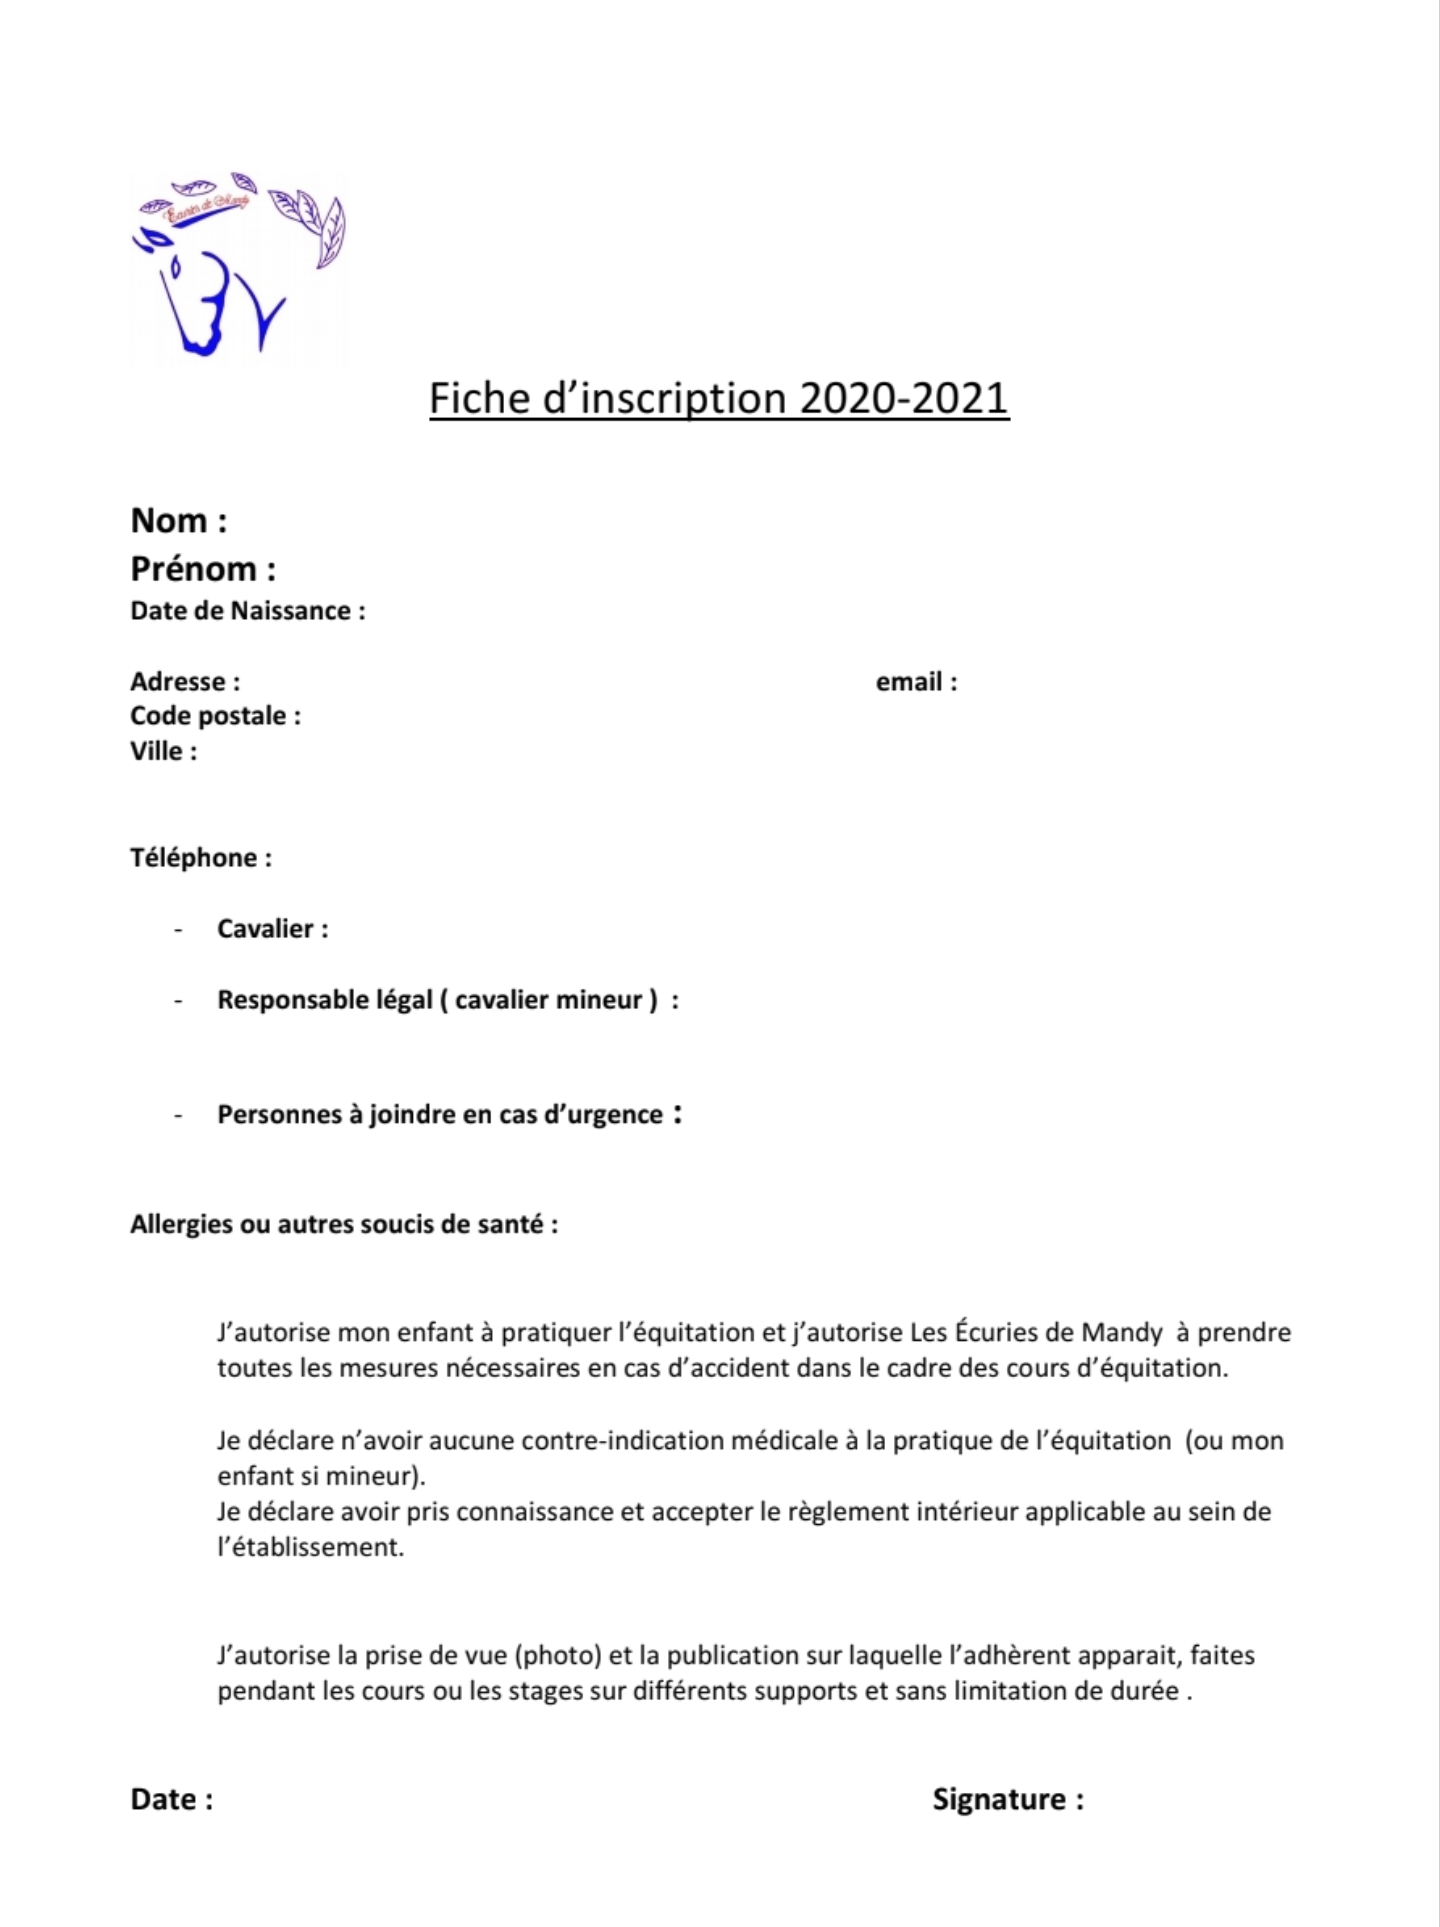 Écuries de Mandy
Fiche d’inscription 2020-2021
Nom :
Prénom :
Date de Naissance :
Adresse : email :
Code postale :
Ville :
Téléphone :
- Cavalier :
- Responsable légal ( cavalier mineur ) :
- Personnes à joindre en cas d’urgence :
Allergies ou autres soucis de santé :
J’autorise mon enfant à pratiquer l’équitation et j’autorise Les Écuries de Mandy à prendre
toutes les mesures nécessaires en cas d’accident dans le cadre des cours d’équitation.
Je déclare n’avoir aucune contre-indication médicale à la pratique de l’équitation (ou mon
enfant si mineur).
Je déclare avoir pris connaissance et accepter le règlement intérieur applicable au sein de
l’établissement.
J’autorise la prise de vue (photo) et la publication sur laquelle l’adhèrent apparait, faites
pendant les cours ou les stages sur différents supports et sans limitation de durée .
Date : Signature :